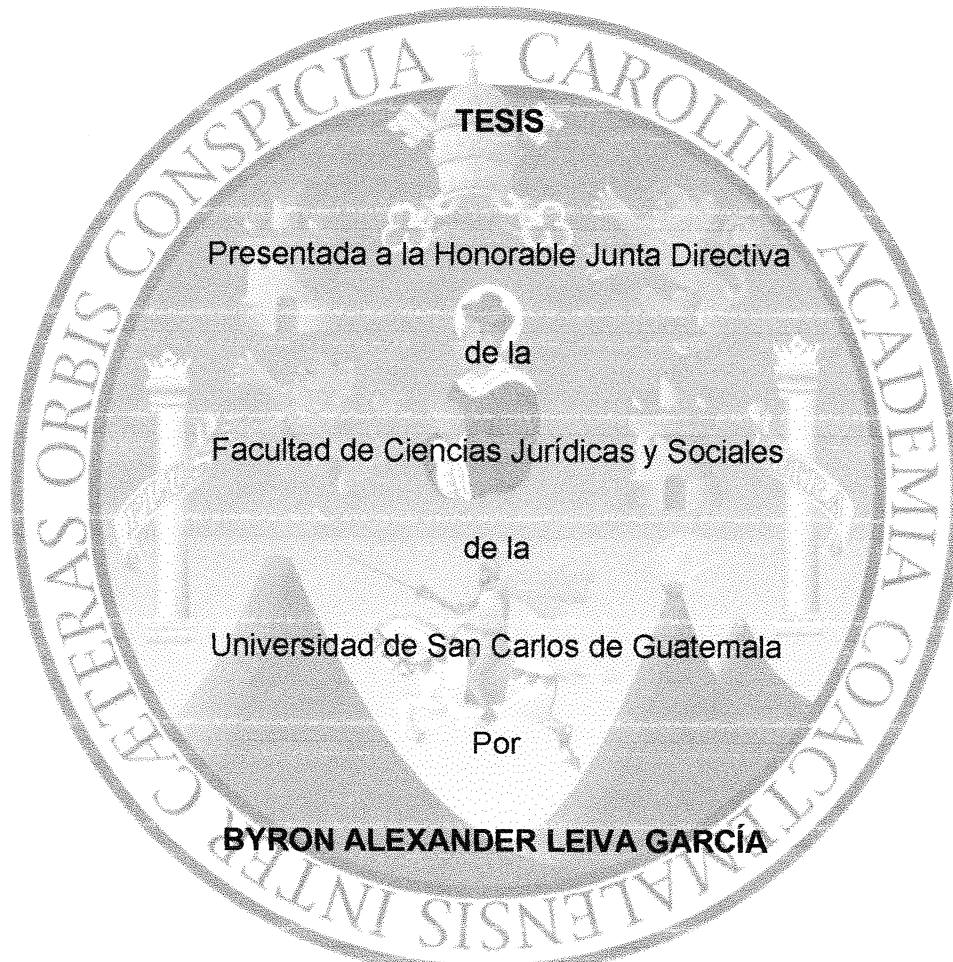 TESIS
Presentada a la Honorable Junta Directiva
de la
Facultad de Ciencias Jurídicas y Sociales
de la
Universidad de San Carlos de Guatemala
Por
BYRON ALEXANDER LEIVA GARCÍA
CAROLINA ACADEMIA COACTEMALENSIS INTER CÆTERAS ORBIS CONSPICUA